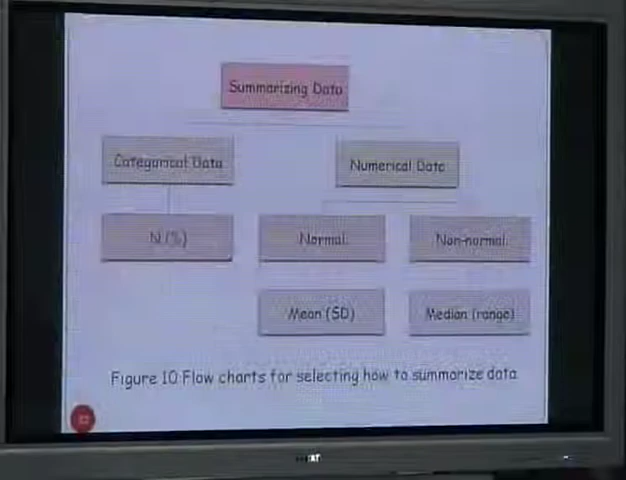 Summarizing Data
Categorical Data
Numerical Data
N (%)
Normal
Non-normal
Mean (SD)
Median (range)
Figure 10 Flow charts for selecting how to summarize data